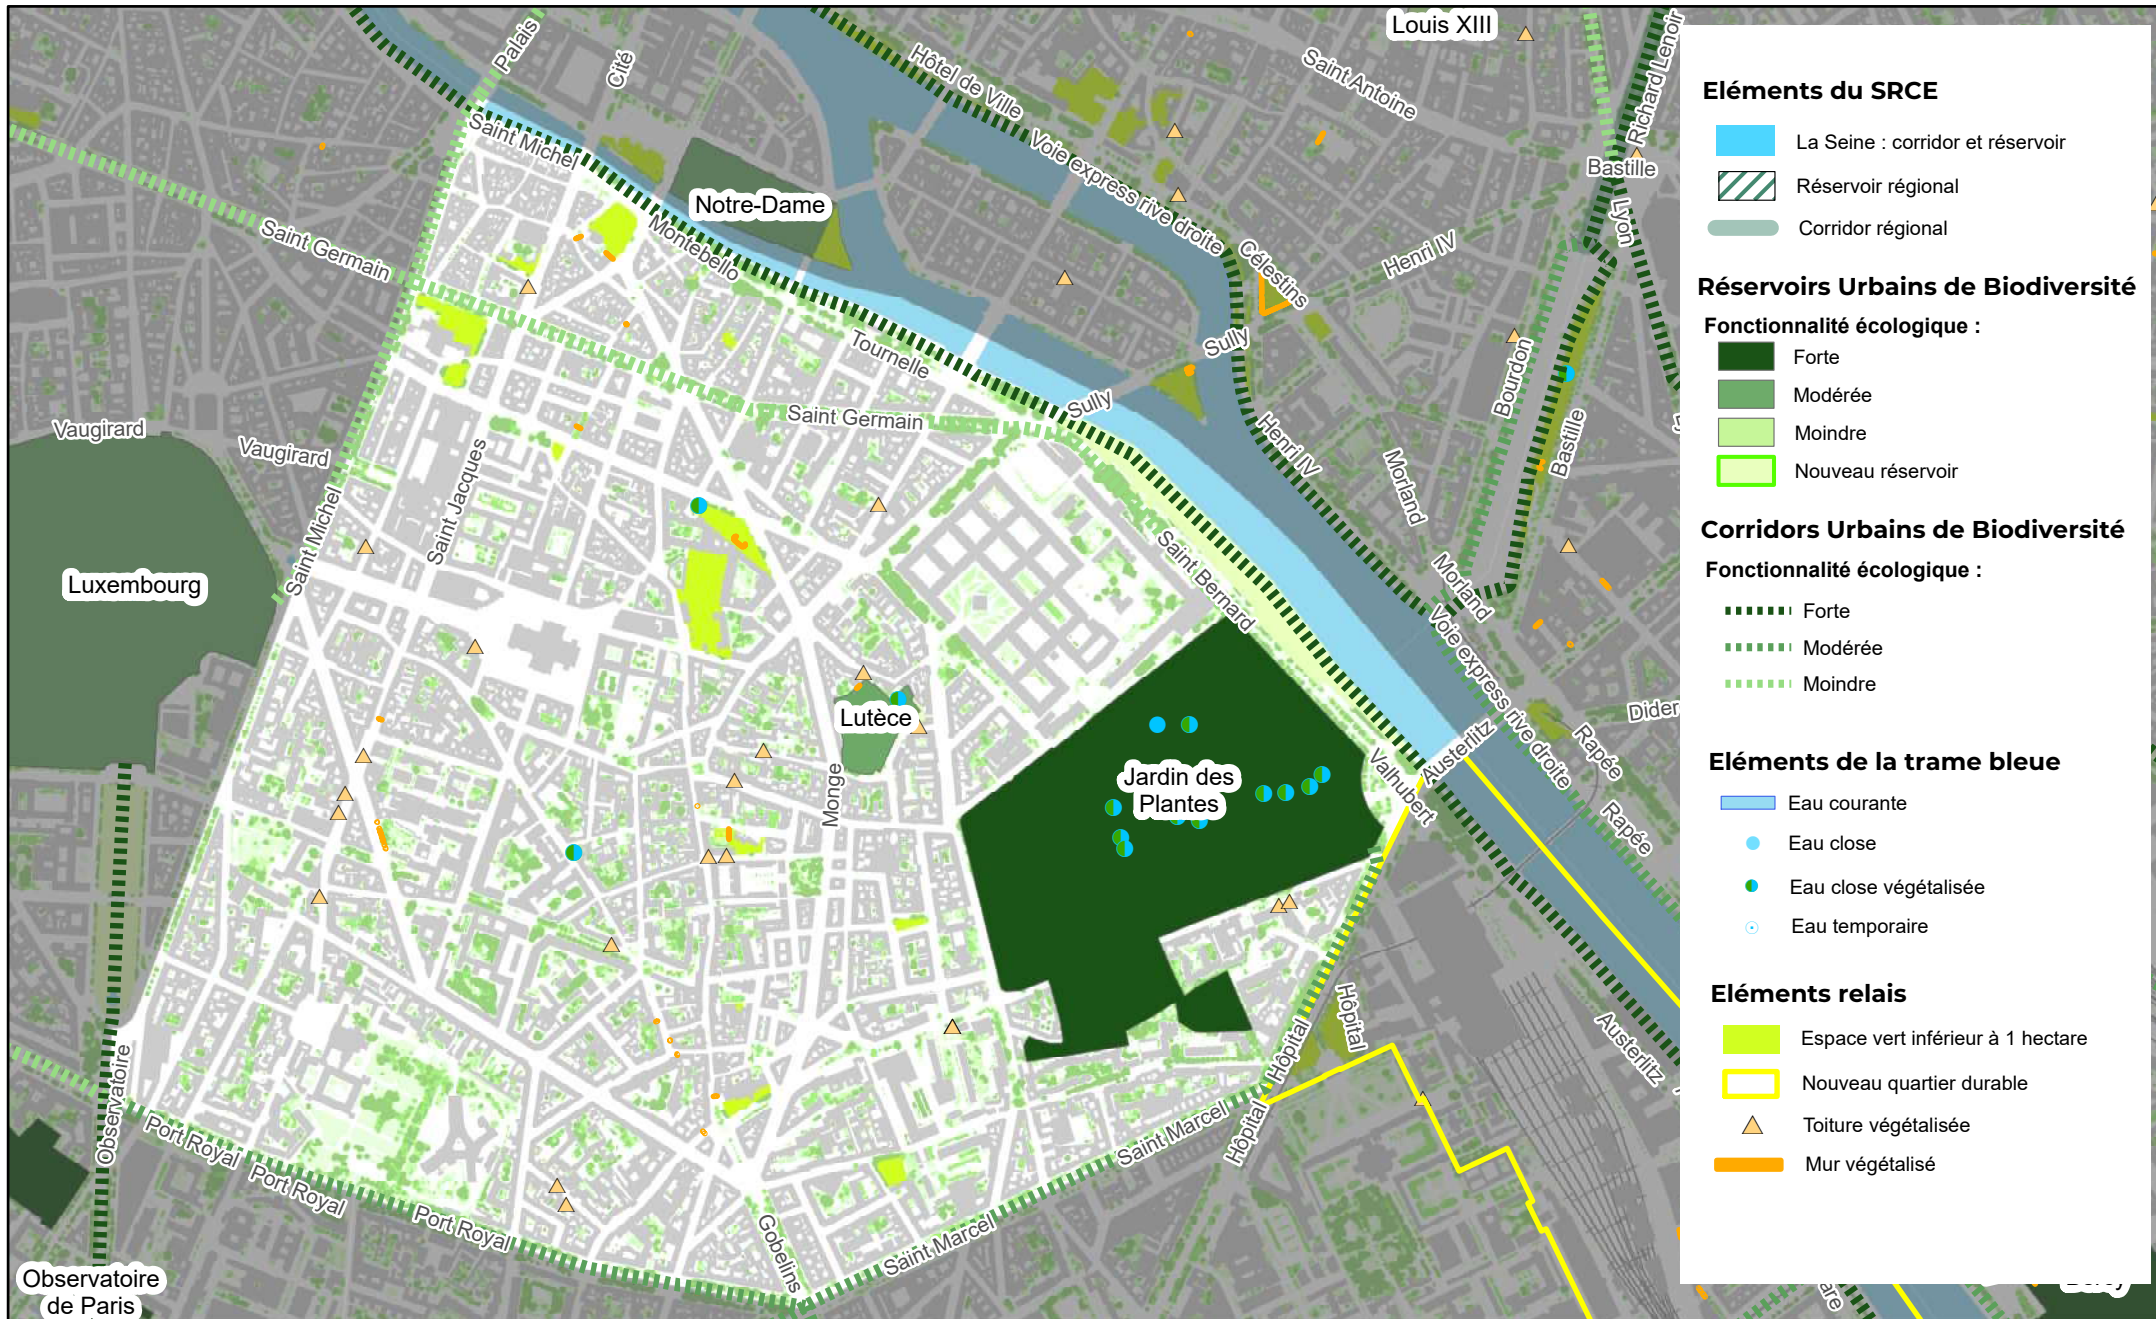 Louis XIII
Palais
Cité
Hôtel de Ville
Saint Antoine
Richard Lenoir
Saint Michel
Voie express rive droite
Bastille
Notre-Dame
Lyon
Saint Germain
Montebello
Célestins
Henri IV
Tournelle
Sully
Bourdon
Sully
Saint Germain
Vaugirard
Vaugirard
Saint Jacques
Henri IV
Morland
Bastille
Saint Michel
Luxembourg
Saint Bernard
Morland
Voie express rive droite
Lutèce
Dider
Rapée
Austerlitz
Jardin des
Plantes
Valhubert
Monge
Rapée
Hôpital
Hôpital
Austerlitz
Observatoire
Port Royal
Port Royal
Port Royal
Saint Marcel
Hôpital
Saint Marcel
Gobelins
Observatoire
de Paris
Eléments du SRCE
La Seine : corridor et réservoir
Réservoir régional
Corridor régional
Réservoirs Urbains de Biodiversité
Fonctionnalité écologique :
Forte
Modérée
Moindre
Nouveau réservoir
Corridors Urbains de Biodiversité
Fonctionnalité écologique :
Forte
Modérée
Moindre
Eléments de la trame bleue
Eau courante
Eau close
Eau close végétalisée
Eau temporaire
Eléments relais
Espace vert inférieur à 1 hectare
Nouveau quartier durable
Toiture végétalisée
Mur végétalisé